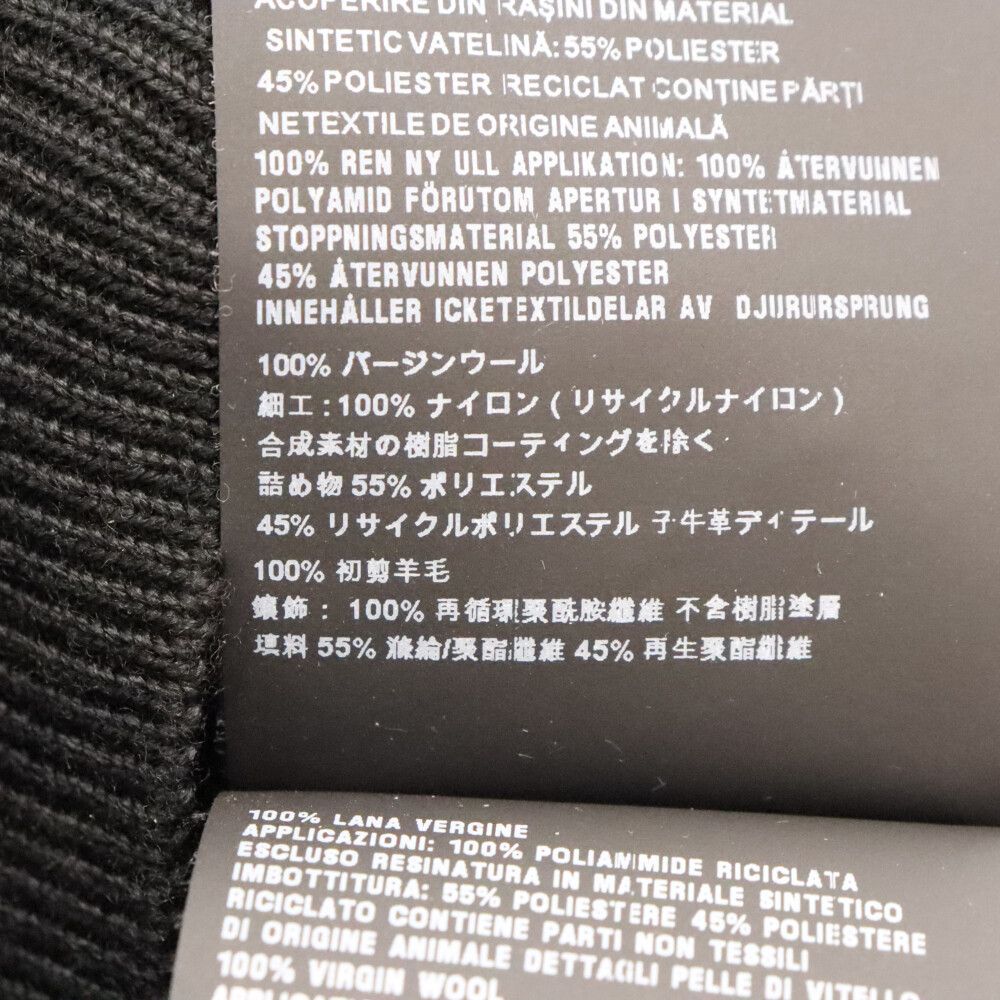 ACOPERIRE DIN RAȘINI DIN MATERIAL
SINTETIC VATELINĂ: 55% POLIESTER
45% POLIESTER RECICLAT CONȚINE PĂRȚI
NETEXTILE DE ORIGINE ANIMALĂ
100% REN NY ULL APPLIKATION: 100% ÅTERVUNNEN
POLYAMID FÖRUTOM APERTUR I SYNTETMATERIAL
STOPPNINGSMATERIAL 55% POLYESTER
45% ÅTERVUNNEN POLYESTER
INNEHÅLLER ICKETEXTILDELAR AV DJURURSPRUNG
100% バージンウール
細工:100% ナイロン(リサイクルナイロン)
合成素材の樹脂コーティングを除く
詰め物 55% ポリエステル
45% リサイクルポリエステル 子牛革ディテール
100% 初剪羊毛
鑲飾: 100% 再循環聚酰胺纖維 不含樹脂塗層
填料 55% 滌綸/聚酯纖維 45% 再生聚酯纖維
100% LANA VERGINE
APPLICAZIONI: 100% POLIAMMIDE RICICLATA
ESCLUSO RESINATURA IN MATERIALE SINTETICO
IMBOTTITURA: 55% POLIESTERE 45% POLIESTERE
RICICLATO CONTIENE PARTI NON TESSILI
DI ORIGINE ANIMALE DETTAGLI PELLE DI VITELLO
100% VIRGIN WOOL